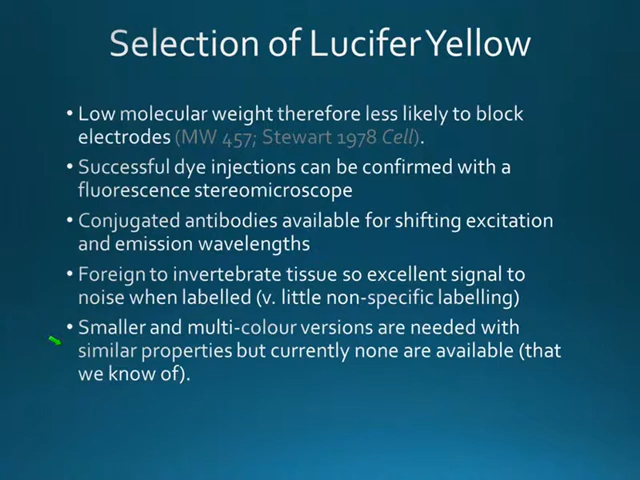 Selection of Lucifer Yellow
• Low molecular weight therefore less likely to block
electrodes (MW 457; Stewart 1978 Cell).
• Successful dye injections can be confirmed with a
fluorescence stereomicroscope
• Conjugated antibodies available for shifting excitation
and emission wavelengths
• Foreign to invertebrate tissue so excellent signal to
noise when labelled (v. little non-specific labelling)
• Smaller and multi-colour versions are needed with
similar properties but currently none are available (that
we know of).